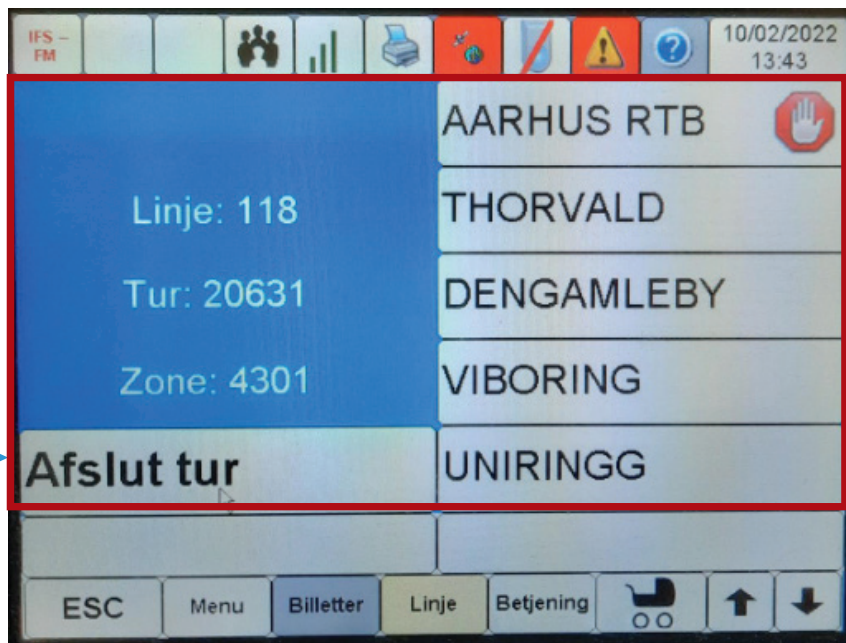 IFS –
FM
10/02/2022
13:43
Linje: 118
Tur: 20631
Zone: 4301
Afslut tur
AARHUS RTB
THORVALD
DENGAMLEBY
VIBORING
UNIRINGG
ESC
Menu
Billetter
Linje
Betjening